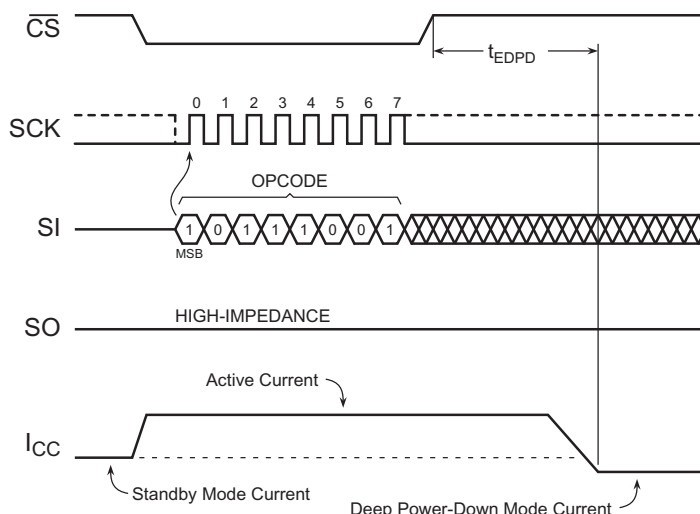 CS
tEDPD
0 1 2 3 4 5 6 7
SCK
OPCODE
SI
1 0 1 1 1 0 0 1
MSB
HIGH-IMPEDANCE
SO
Active Current
ICC
Standby Mode Current
Deep Power-Down Mode Current